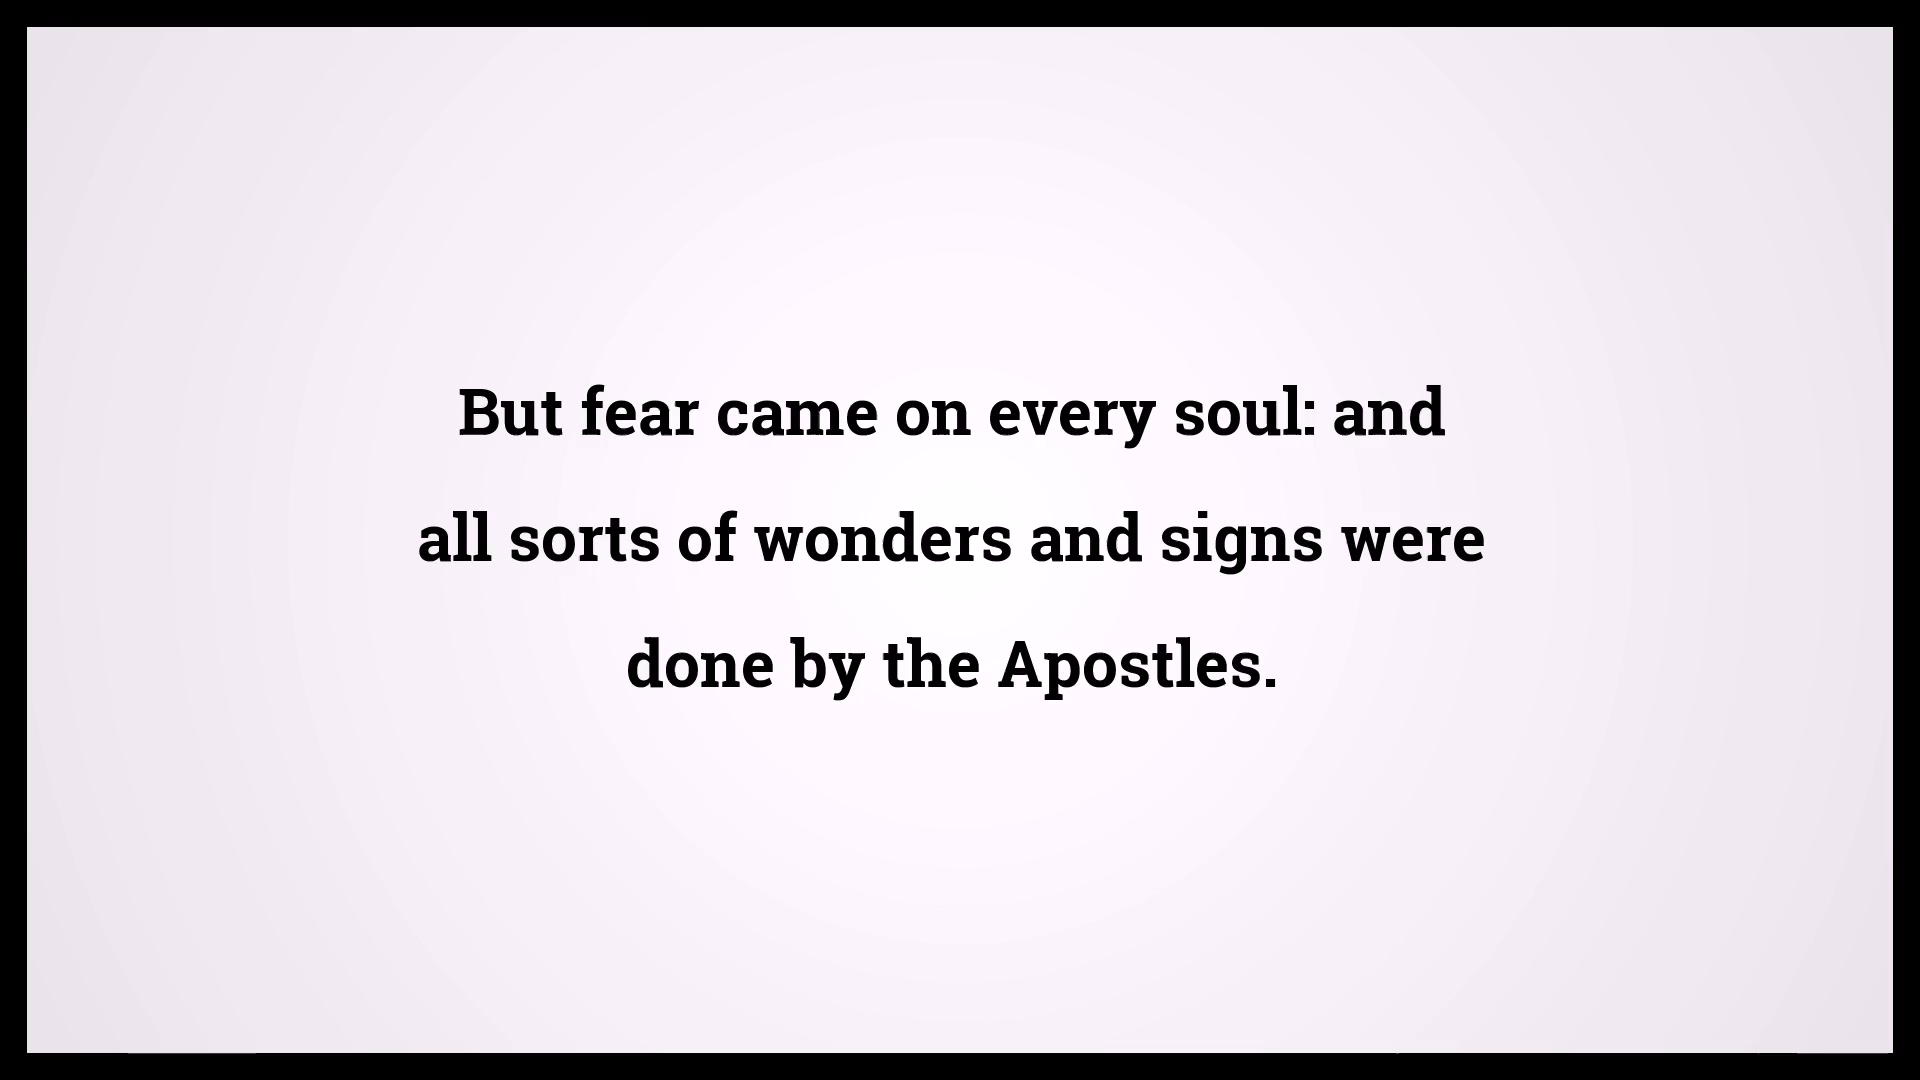 But fear came on every soul: and
all sorts of wonders and signs were
done by the Apostles.